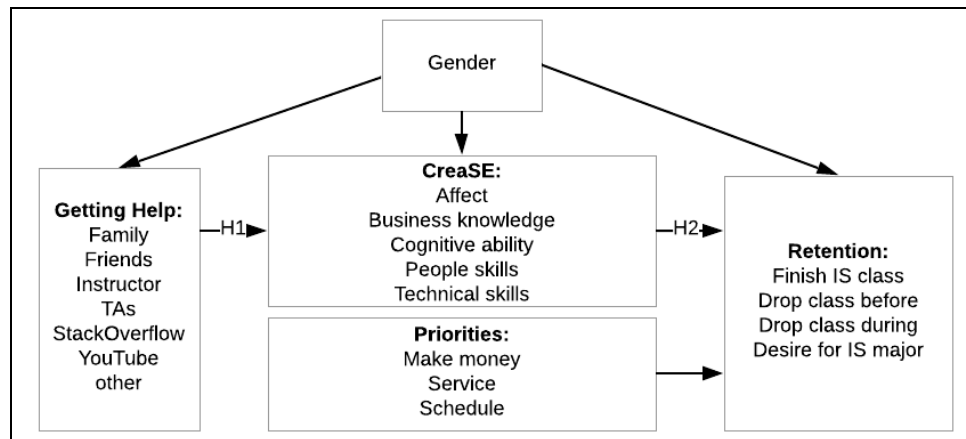 Gender
Getting Help:
Family
Friends
Instructor
TAs
StackOverflow
YouTube
other
H1
CreaSE:
Affect
Business knowledge
Cognitive ability
People skills
Technical skills
H2
Priorities:
Make money
Service
Schedule
Retention:
Finish IS class
Drop class before
Drop class during
Desire for IS major